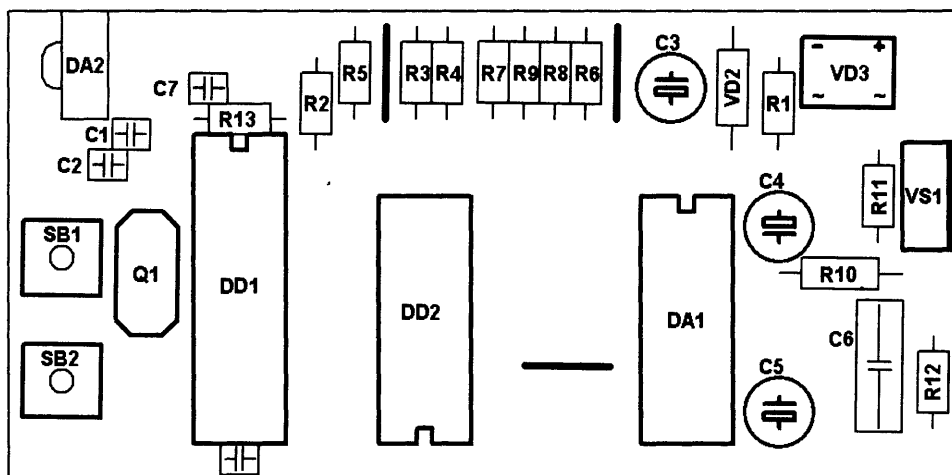 C3
DA2
R5
R3
R4
R7
R9
R8
R6
VD2
R1
- +
VD3
~ ~
C7
R2
R13
C1
C2
C4
R11
VS1
SB1
Q1
DD1
DD2
DA1
R10
SB2
C6
C5
R12